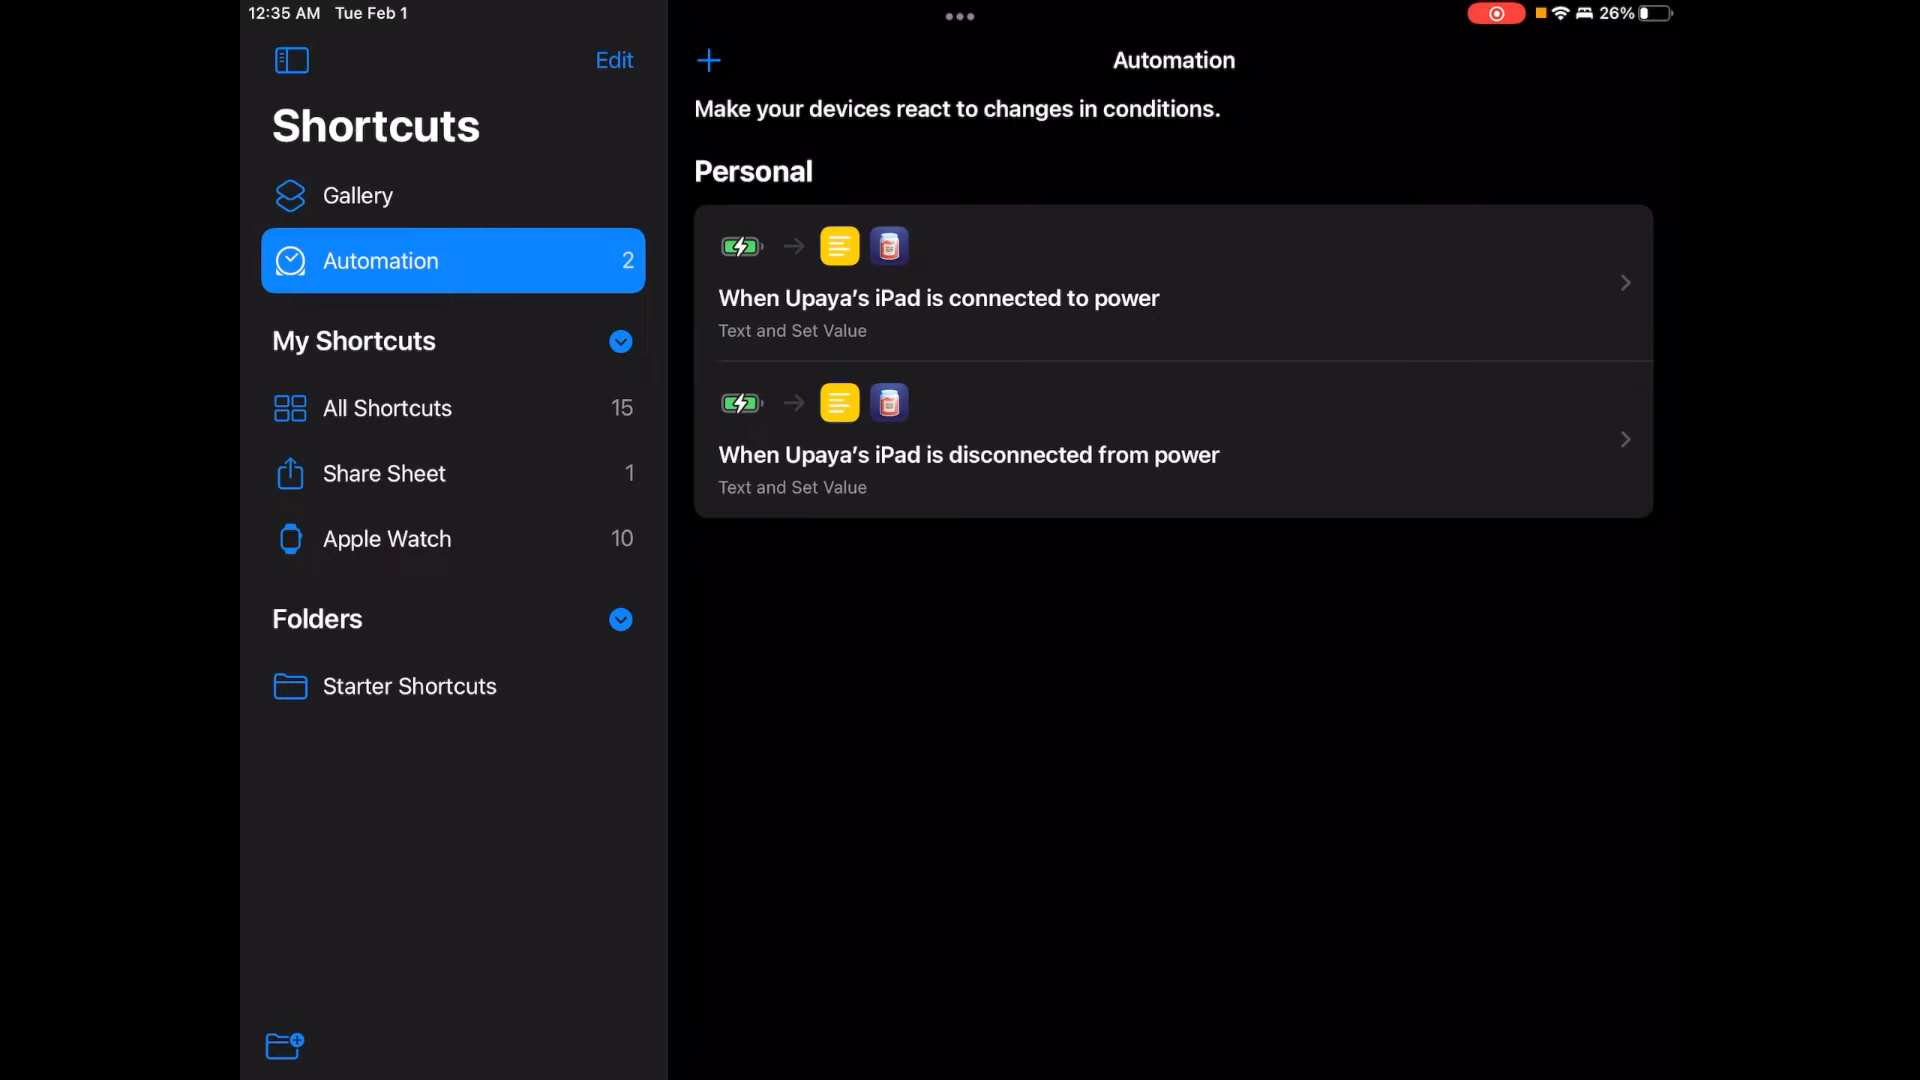 12:35 AM Tue Feb 1
26%
Edit
Shortcuts
Gallery
Automation 2
My Shortcuts
All Shortcuts 15
Share Sheet 1
Apple Watch 10
Folders
Starter Shortcuts
Automation
Make your devices react to changes in conditions.
Personal
When Upaya’s iPad is connected to power
Text and Set Value
When Upaya’s iPad is disconnected from power
Text and Set Value